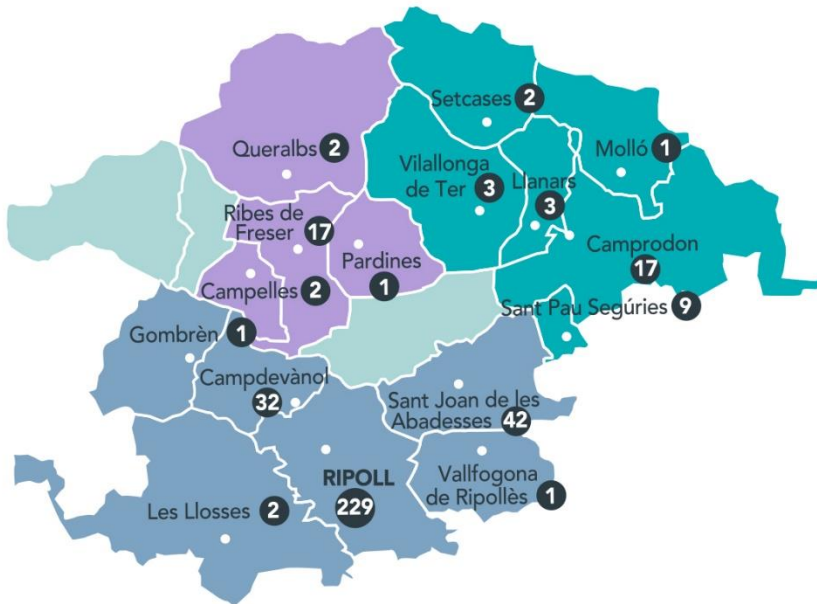 Setcases 2
Queralbs 2
Molló 1
Vilallonga
de Ter 3
Llanars
3
Ribes de
Freser 17
Pardines
1
Camprodon
17
Campelles 2
Sant Pau Segúries 9
Gombrèn 1
Campdevànol
32
Sant Joan de les
Abadesses 42
RIPOLL
229
Vallfogona
de Ripollès 1
Les Llosses 2